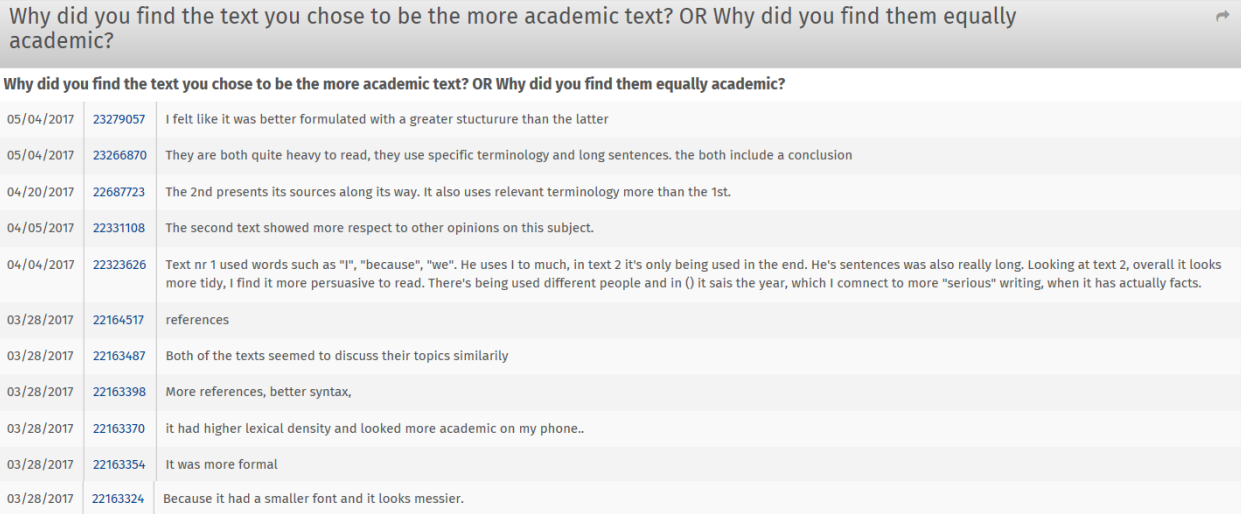 Why did you find the text you chose to be the more academic text? OR Why did you find them equally
academic?
Why did you find the text you chose to be the more academic text? OR Why did you find them equally academic?
05/04/2017 23279057 I felt like it was better formulated with a greater stucturure than the latter
05/04/2017 23266870 They are both quite heavy to read, they use specific terminology and long sentences. the both include a conclusion
04/20/2017 22687723 The 2nd presents its sources along its way. It also uses relevant terminology more than the 1st.
04/05/2017 22331108 The second text showed more respect to other opinions on this subject.
04/04/2017 22323626 Text nr 1 used words such as "I", "because", "we". He uses I to much, in text 2 it's only being used in the end. He's sentences was also really long. Looking at text 2, overall it looks
more tidy, I find it more persuasive to read. There's being used different people and in () it sais the year, which I comnect to more "serious" writing, when it has actually facts.
03/28/2017 22164517 references
03/28/2017 22163487 Both of the texts seemed to discuss their topics similarily
03/28/2017 22163398 More references, better syntax,
03/28/2017 22163370 it had higher lexical density and looked more academic on my phone..
03/28/2017 22163354 It was more formal
03/28/2017 22163324 Because it had a smaller font and it looks messier.